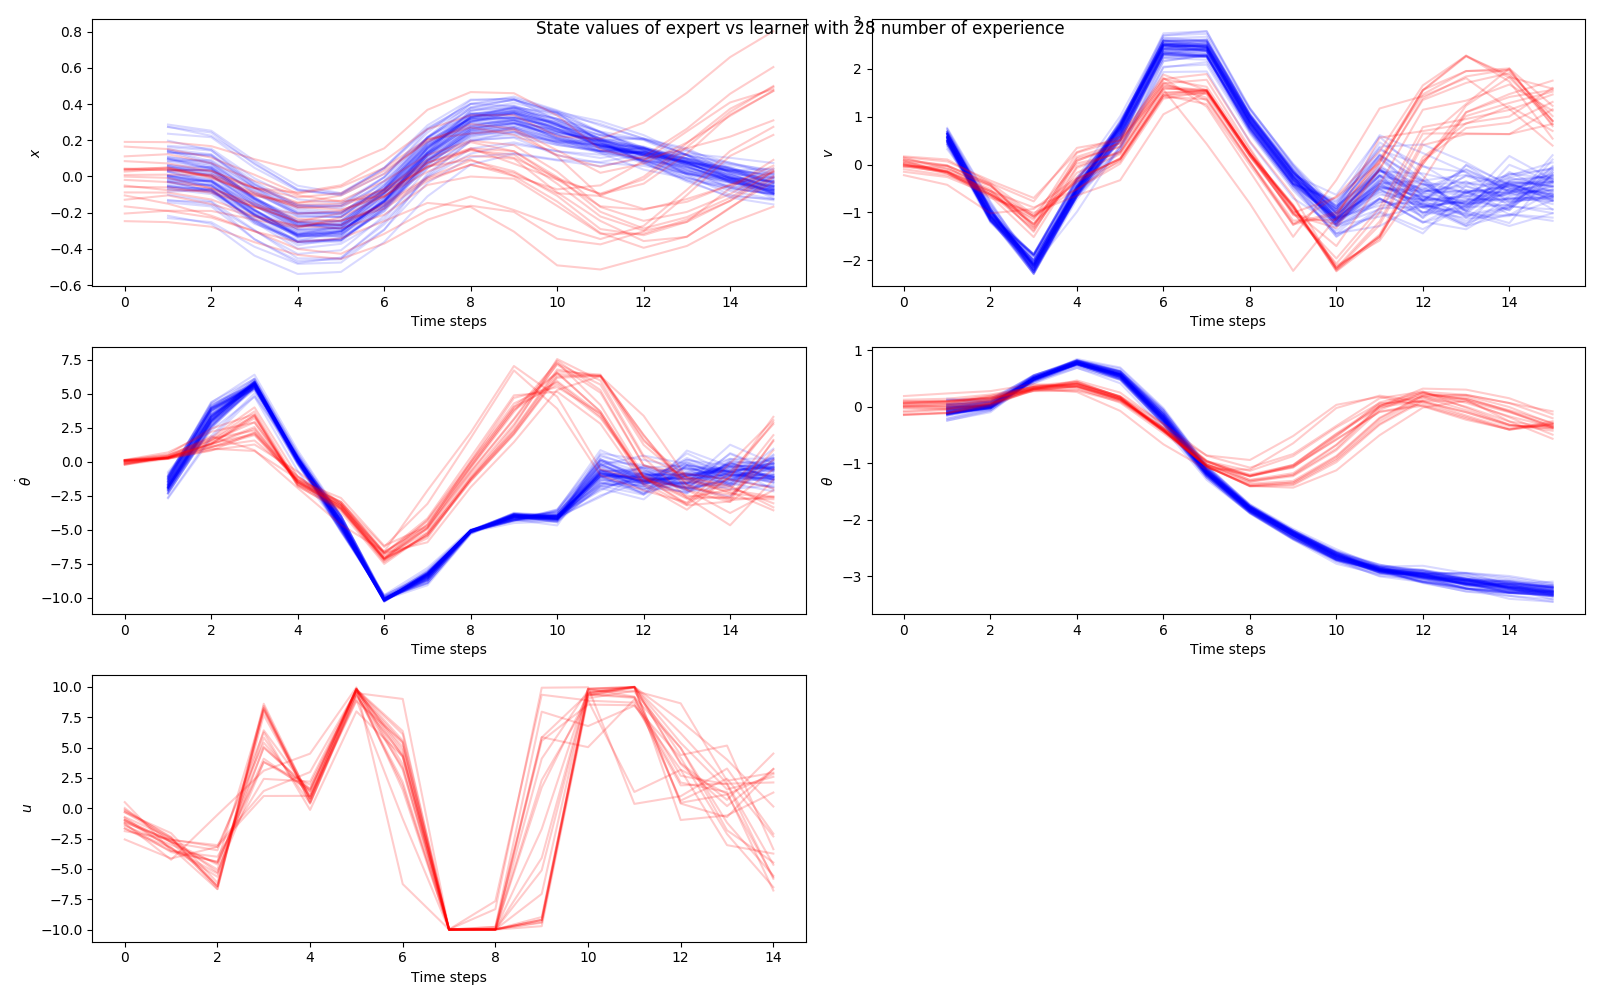 State values of expert vs learner with 28 number of experience
0.8
0.6
0.4
0.2
0.0
−0.2
−0.4
−0.6
x
0 2 4 6 8 10 12 14
Time steps
3
2
1
0
−1
−2
v
0 2 4 6 8 10 12 14
Time steps
7.5
5.0
2.5
0.0
−2.5
−5.0
−7.5
−10.0
θ̇
0 2 4 6 8 10 12 14
Time steps
1
0
−1
−2
−3
θ
0 2 4 6 8 10 12 14
Time steps
10.0
7.5
5.0
2.5
0.0
−2.5
−5.0
−7.5
−10.0
u
0 2 4 6 8 10 12 14
Time steps